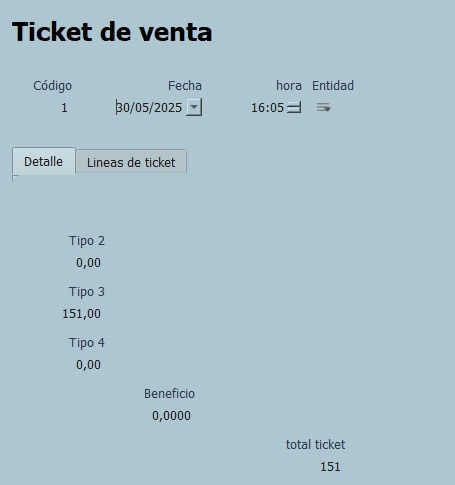 Ticket de venta
Código Fecha hora Entidad
1 30/05/2025 16:05
Detalle Lineas de ticket
Tipo 2
0,00
Tipo 3
151,00
Tipo 4
0,00
Beneficio
0,0000
total ticket
151